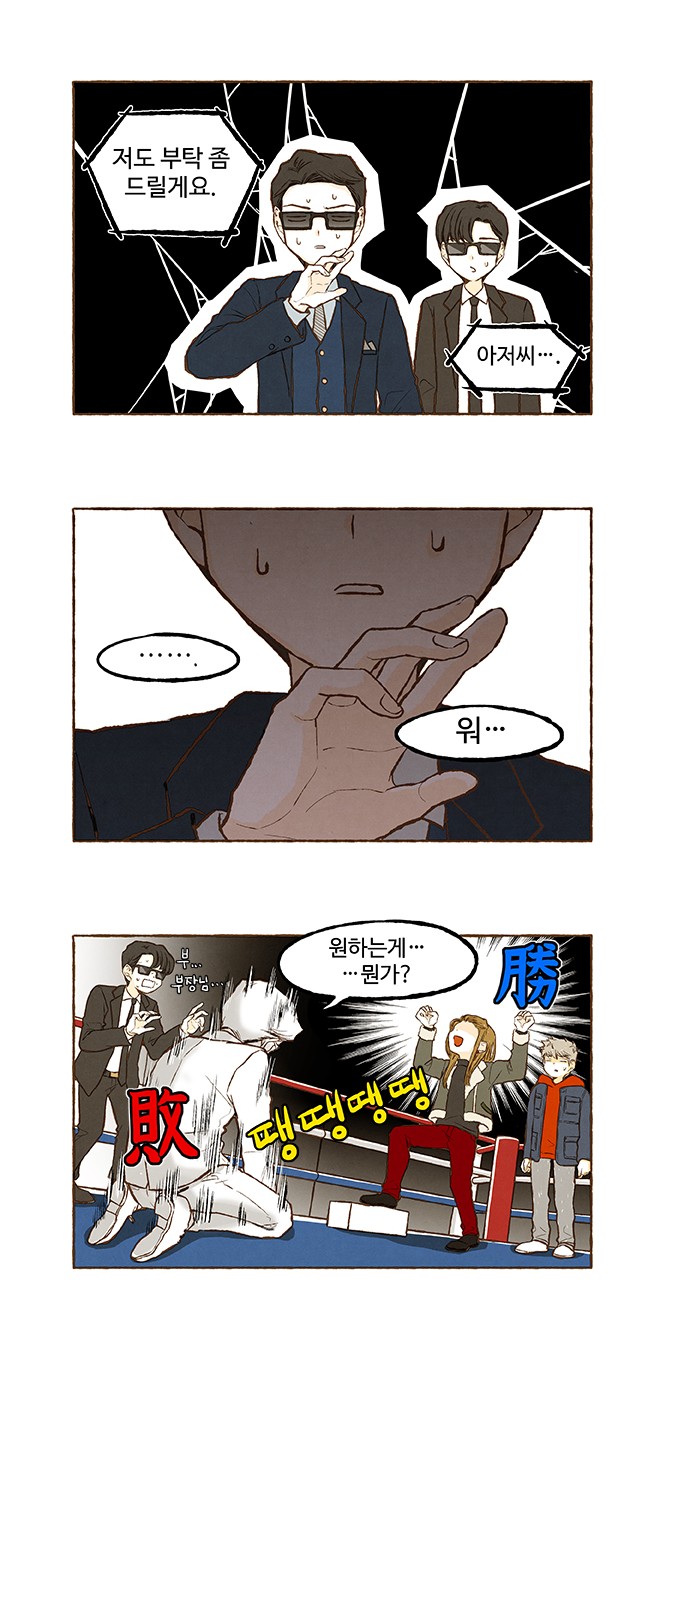 저도 부탁 좀
드릴게요.
아저씨….
…….
워…
원하는게…
…뭔가?
부…
부장님…
勝
敗
땡땡땡땡